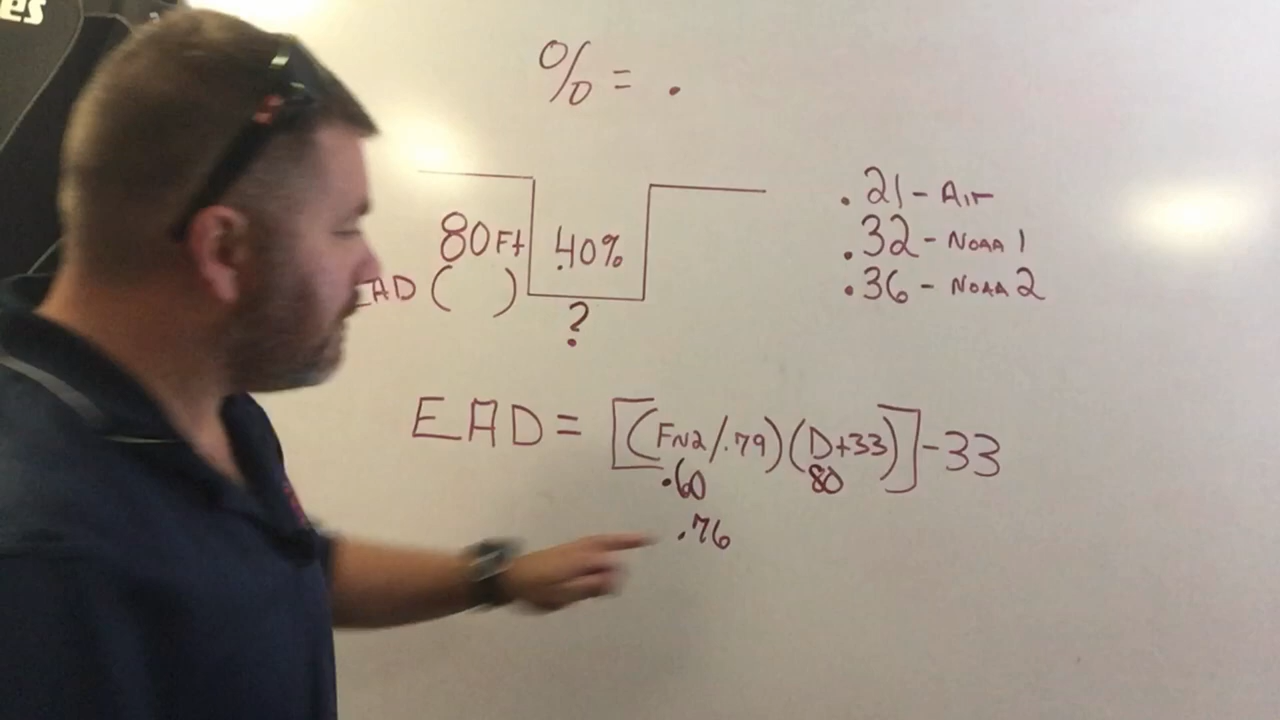 es
% = .
80Ft .40%
EAD ( )
?
.21 - Air
.32 - NOAA 1
.36 - NOAA 2
EAD = [(FN2/.79)(D+33)]-33
.60 80
.76